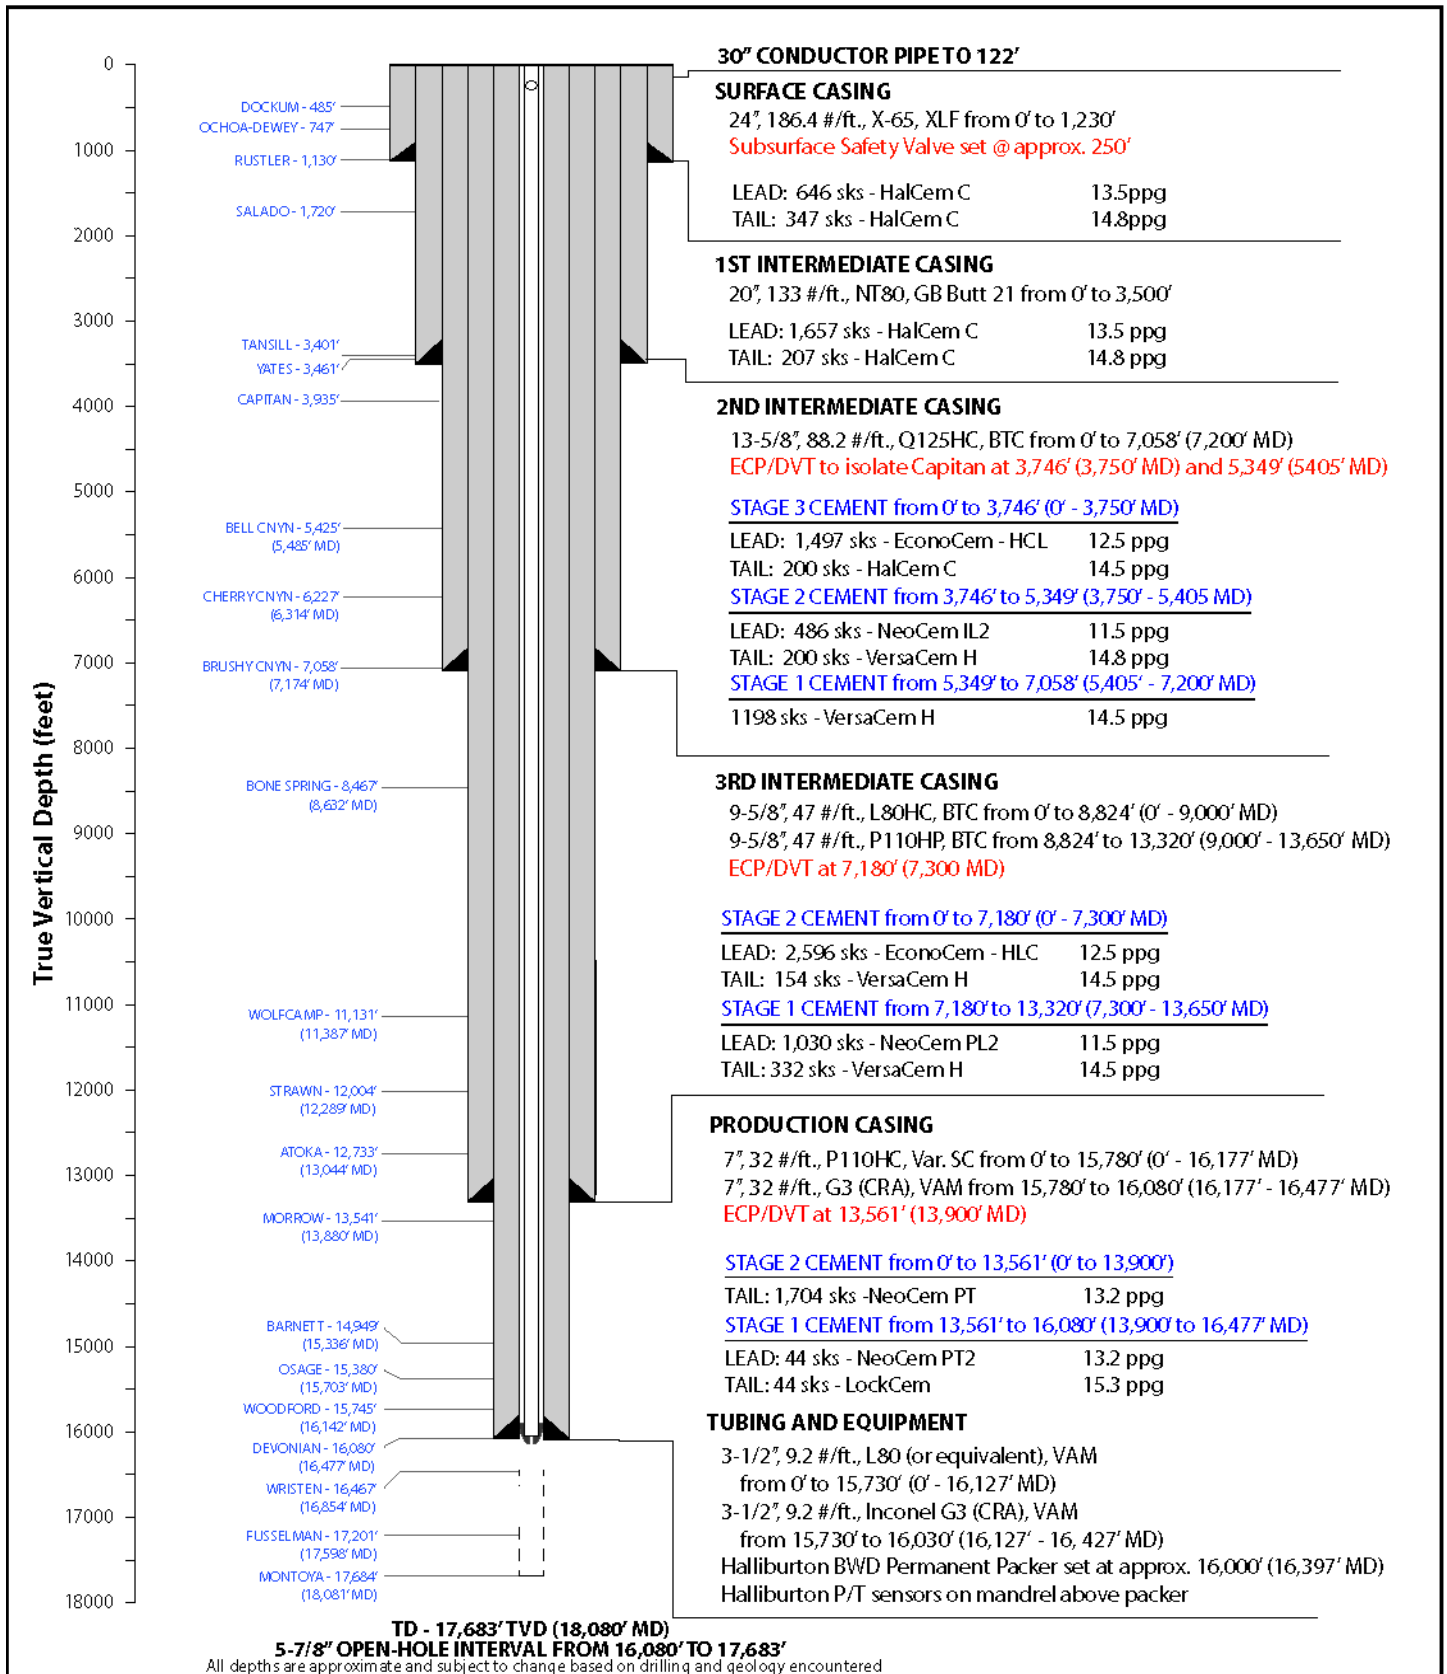 30" CONDUCTOR PIPE TO 122'
SURFACE CASING
24", 186.4 #/ft., X-65, XLF from 0' to 1,230'
Subsurface Safety Valve set @ approx. 250'
LEAD: 646 sks - HalCem C 13.5ppg
TAIL: 347 sks - HalCem C 14.8ppg
1ST INTERMEDIATE CASING
20", 133 #/ft., NT80, GB Butt 21 from 0' to 3,500'
LEAD: 1,657 sks - HalCem C 13.5 ppg
TAIL: 207 sks - HalCem C 14.8 ppg
2ND INTERMEDIATE CASING
13-5/8", 88.2 #/ft., Q125HC, BTC from 0' to 7,058' (7,200' MD)
ECP/DVT to isolate Capitan at 3,746' (3,750' MD) and 5,349' (5405' MD)
STAGE 3 CEMENT from 0' to 3,746' (0' - 3,750' MD)
LEAD: 1,497 sks - EconoCem - HCL 12.5 ppg
TAIL: 200 sks - HalCem C 14.5 ppg
STAGE 2 CEMENT from 3,746' to 5,349' (3,750' - 5,405 MD)
LEAD: 486 sks - NeoCem IL2 11.5 ppg
TAIL: 200 sks - VersaCem H 14.8 ppg
STAGE 1 CEMENT from 5,349' to 7,058' (5,405' - 7,200' MD)
1198 sks - VersaCem H 14.5 ppg
3RD INTERMEDIATE CASING
9-5/8", 47 #/ft., L80HC, BTC from 0' to 8,824' (0' - 9,000' MD)
9-5/8", 47 #/ft., P110HP, BTC from 8,824' to 13,320' (9,000' - 13,650' MD)
ECP/DVT at 7,180' (7,300 MD)
STAGE 2 CEMENT from 0' to 7,180' (0' - 7,300' MD)
LEAD: 2,596 sks - EconoCem - HLC 12.5 ppg
TAIL: 154 sks - VersaCem H 14.5 ppg
STAGE 1 CEMENT from 7,180' to 13,320' (7,300' - 13,650' MD)
LEAD: 1,030 sks - NeoCem PL2 11.5 ppg
TAIL: 332 sks - VersaCem H 14.5 ppg
PRODUCTION CASING
7", 32 #/ft., P110HC, Var. SC from 0' to 15,780' (0' - 16,177' MD)
7", 32 #/ft., G3 (CRA), VAM from 15,780' to 16,080' (16,177' - 16,477' MD)
ECP/DVT at 13,561' (13,900' MD)
STAGE 2 CEMENT from 0' to 13,561' (0' to 13,900')
TAIL: 1,704 sks -NeoCem PT 13.2 ppg
STAGE 1 CEMENT from 13,561' to 16,080' (13,900' to 16,477' MD)
LEAD: 44 sks - NeoCem PT2 13.2 ppg
TAIL: 44 sks - LockCem 15.3 ppg
TUBING AND EQUIPMENT
3-1/2", 9.2 #/ft., L80 (or equivalent), VAM
from 0' to 15,730' (0' - 16,127' MD)
3-1/2", 9.2 #/ft., Inconel G3 (CRA), VAM
from 15,730' to 16,030' (16,127' - 16, 427' MD)
Halliburton BWD Permanent Packer set at approx. 16,000' (16,397' MD)
Halliburton P/T sensors on mandrel above packer
True Vertical Depth (feet)
0
1000
2000
3000
4000
5000
6000
7000
8000
9000
10000
11000
12000
13000
14000
15000
16000
17000
18000
DOCKUM - 485'
OCHOA-DEWEY - 747'
RUSTLER - 1,130'
SALADO - 1,720'
TANSILL - 3,401'
YATES - 3,461'
CAPITAN - 3,935'
BELL CNYN - 5,425'
(5,485' MD)
CHERRY CNYN - 6,227'
(6,314' MD)
BRUSHY CNYN - 7,058'
(7,174' MD)
BONE SPRING - 8,467'
(8,632' MD)
WOLFCAMP - 11,131'
(11,387' MD)
STRAWN - 12,004'
(12,289' MD)
ATOKA - 12,733'
(13,044' MD)
MORROW - 13,541'
(13,880' MD)
BARNETT - 14,949'
(15,336' MD)
OSAGE - 15,380'
(15,703' MD)
WOODFORD - 15,745'
(16,142' MD)
DEVONIAN - 16,080'
(16,477' MD)
WRISTEN - 16,467'
(16,854' MD)
FUSSELMAN - 17,201'
(17,598' MD)
MONTOYA - 17,684'
(18,081' MD)
TD - 17,683' TVD (18,080' MD)
5-7/8" OPEN-HOLE INTERVAL FROM 16,080' TO 17,683'
All depths are approximate and subject to change based on drilling and geology encountered